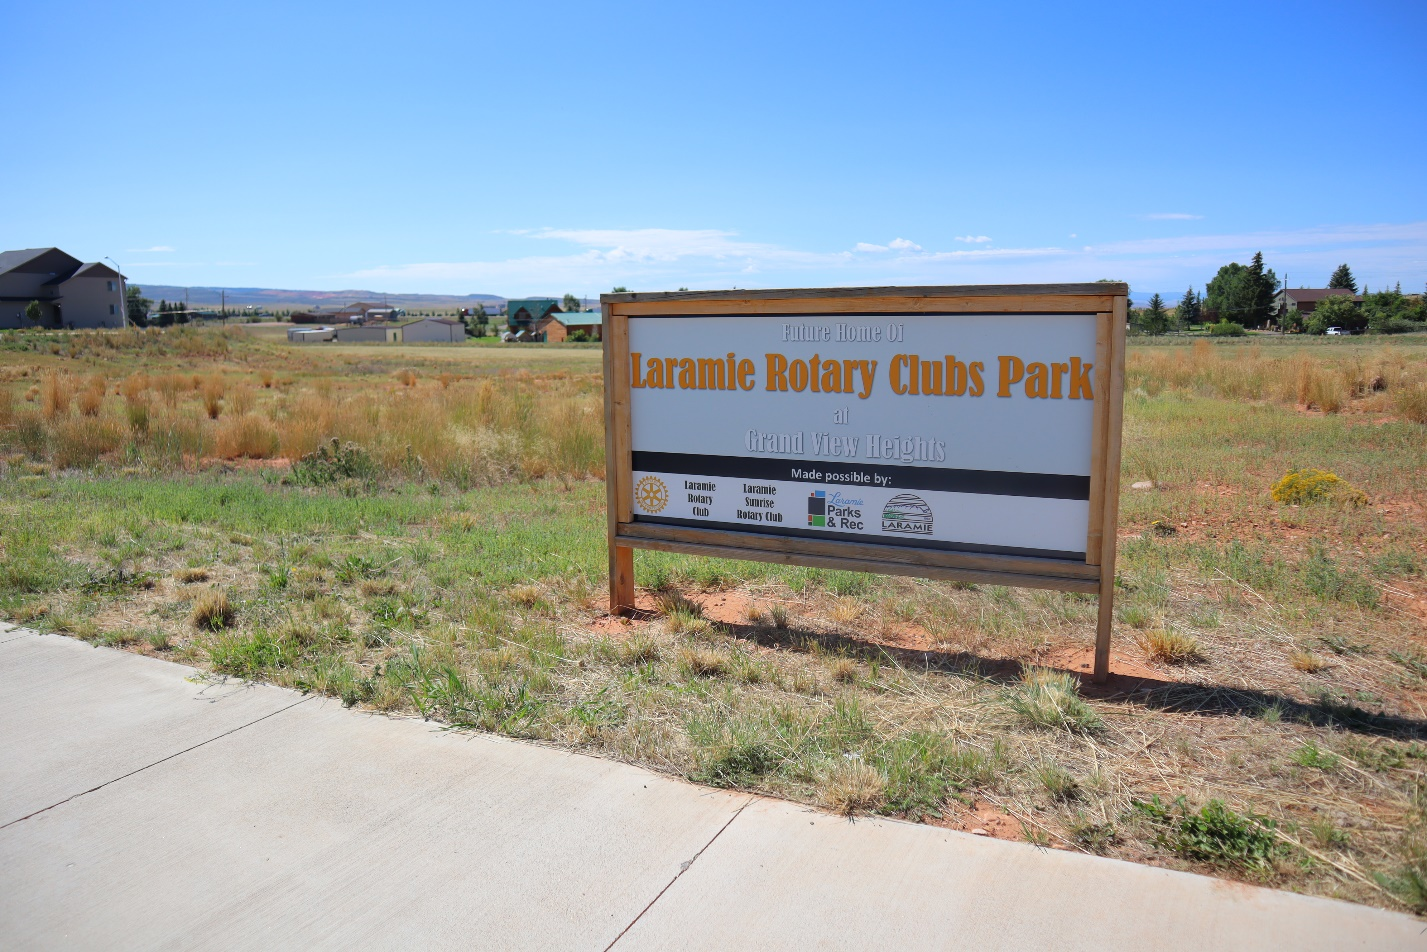 Future Home Of
Laramie Rotary Clubs Park
at
Grand View Heights
Made possible by:
Laramie
Rotary
Club
Laramie
Sunrise
Rotary Club
Laramie
Parks
& Rec
LARAMIE